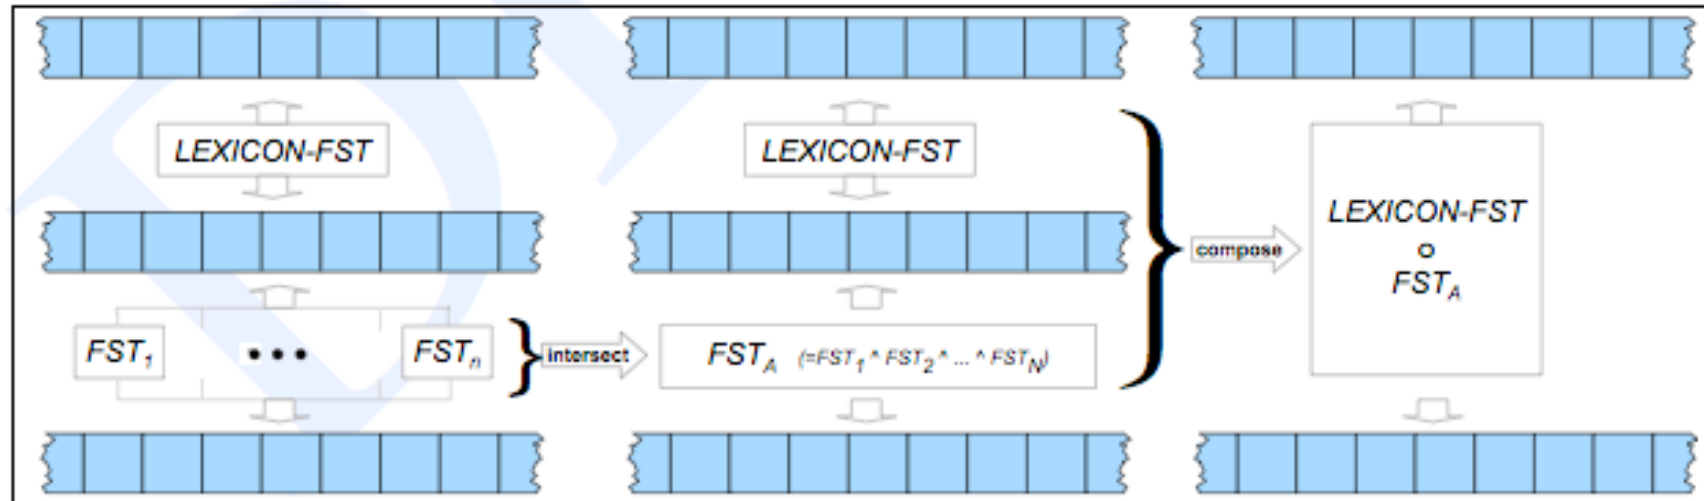 LEXICON-FST
FST1 • • • FSTn
intersect
LEXICON-FST
FSTA (=FST1 ^ FST2 ^ ... ^ FSTN)
compose
LEXICON-FST
o
FSTA